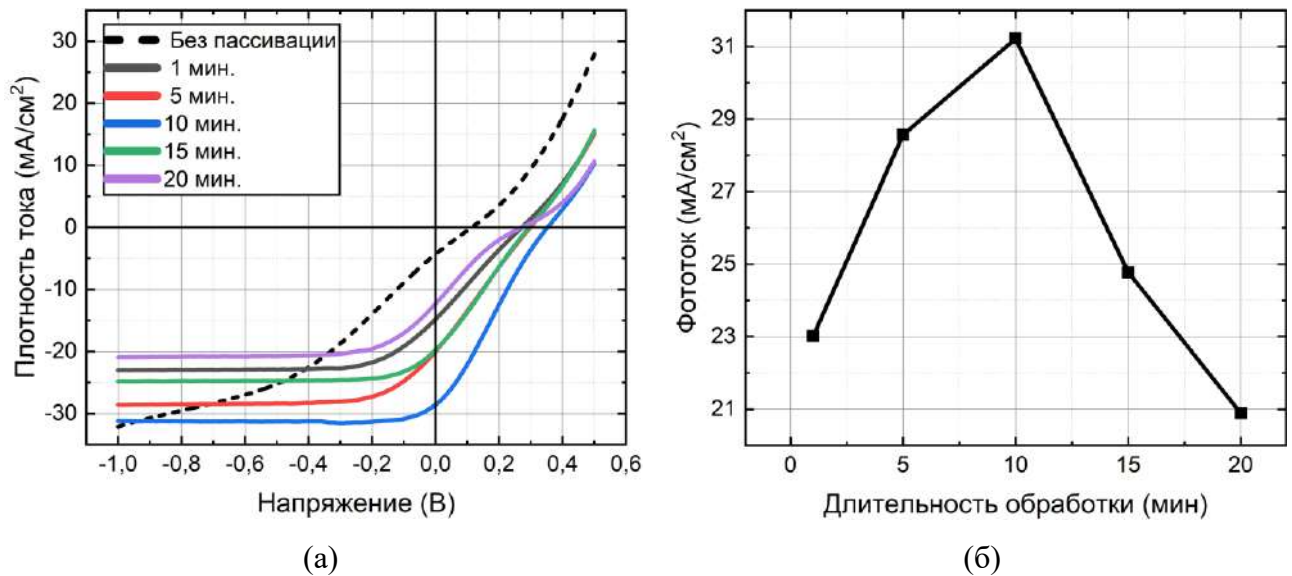 Плотность тока (мА/см²)
30
20
10
0
-10
-20
-30
Без пассивации
1 мин.
5 мин.
10 мин.
15 мин.
20 мин.
-1,0 -0,8 -0,6 -0,4 -0,2 0,0 0,2 0,4 0,6
Напряжение (В)
(а)
Фототок (мА/см²)
31
29
27
25
23
21
0 5 10 15 20
Длительность обработки (мин)
(б)